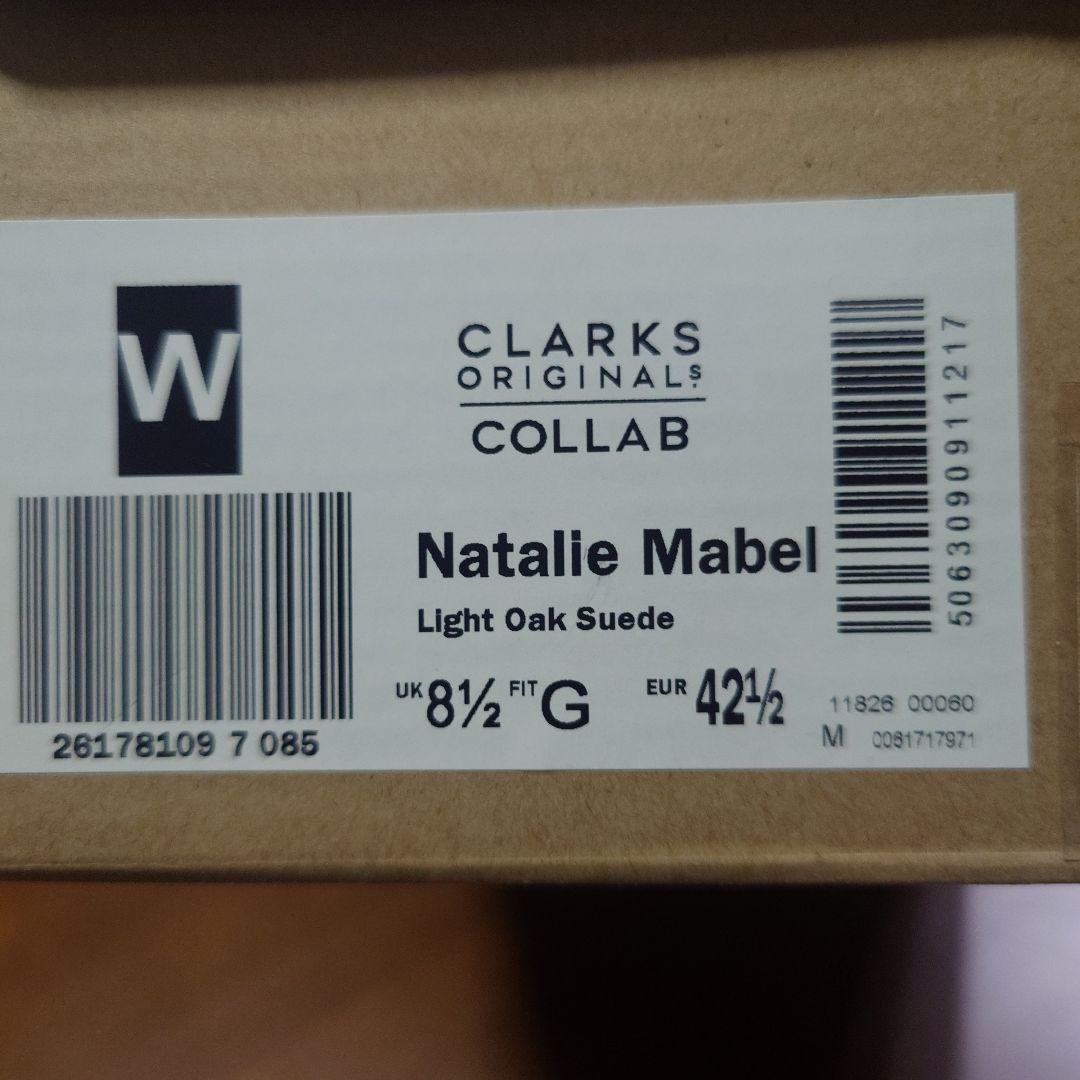 W
CLARKS
ORIGINALS.
COLLAB
Natalie Mabel
Light Oak Suede
UK 8½ FIT G EUR 42½
26178109 7 085
5063090911217
11826 00060
M 0061717971